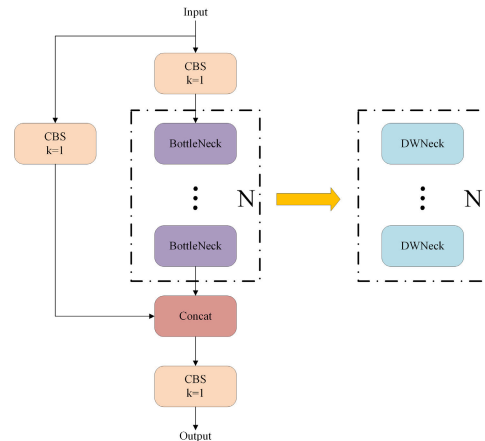 Input
CBS
k=1
CBS
k=1
BottleNeck
N
BottleNeck
DWNeck
N
DWNeck
Concat
CBS
k=1
Output